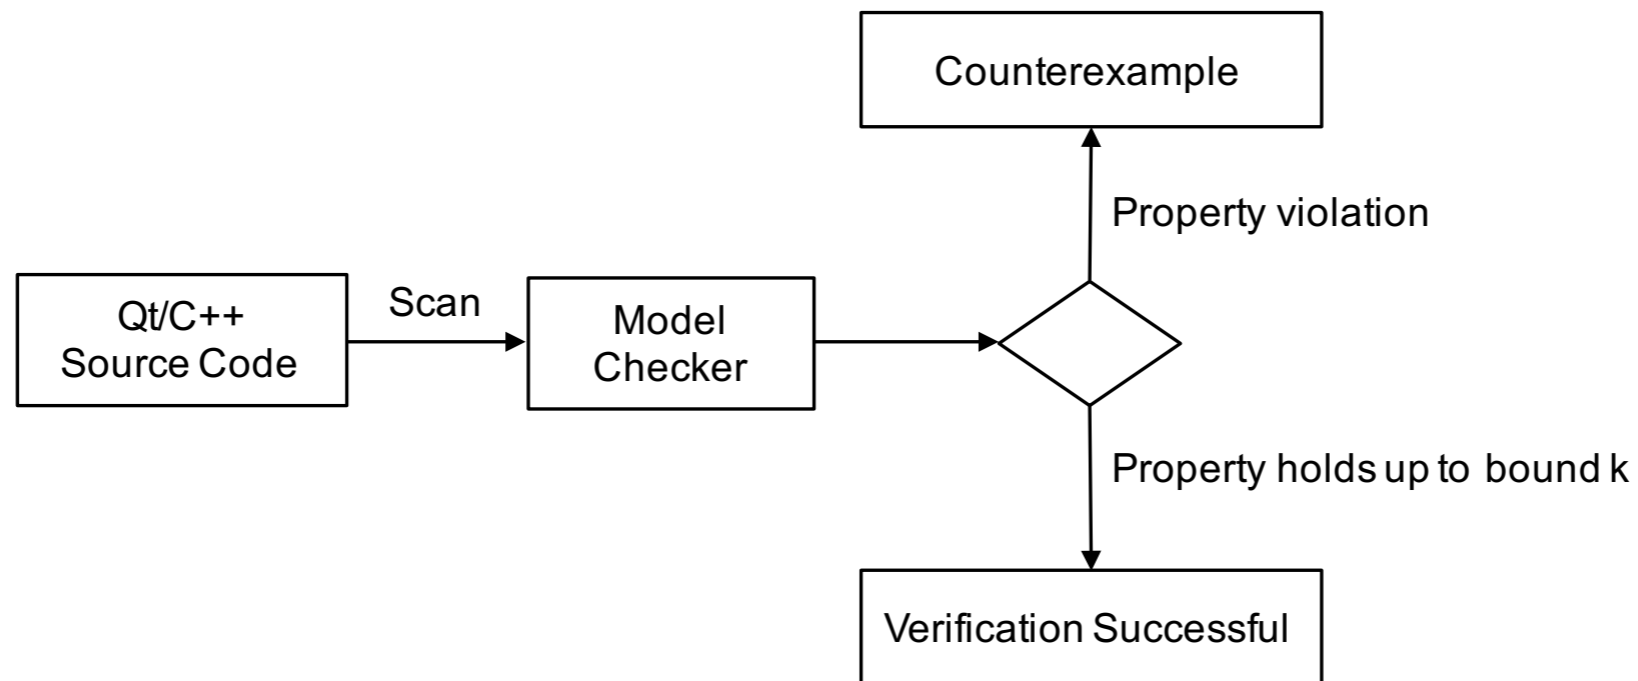 Counterexample
Property violation
Qt/C++
Source Code
Scan
Model
Checker
Property holds up to bound k
Verification Successful